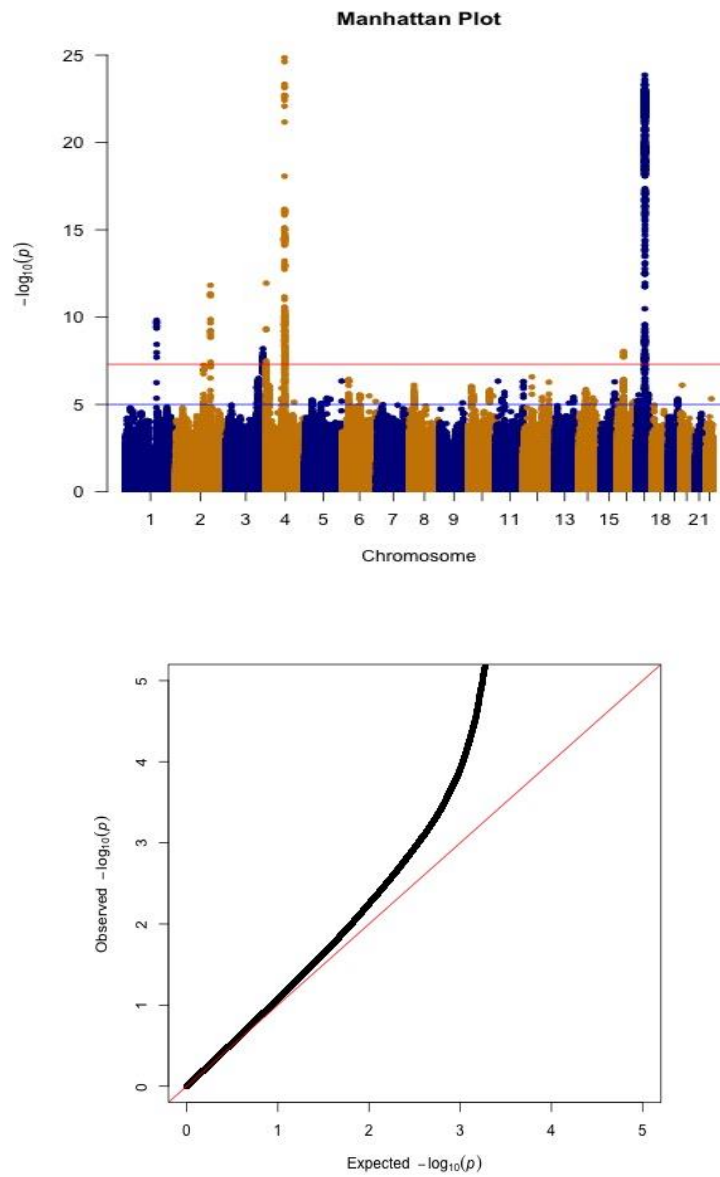 Manhattan Plot
25
20
15
10
5
0
−log10(p)
1 2 3 4 5 6 7 8 9 11 13 15 18 21
Chromosome
5
4
3
2
1
0
Observed −log10(p)
0 1 2 3 4 5
Expected −log10(p)